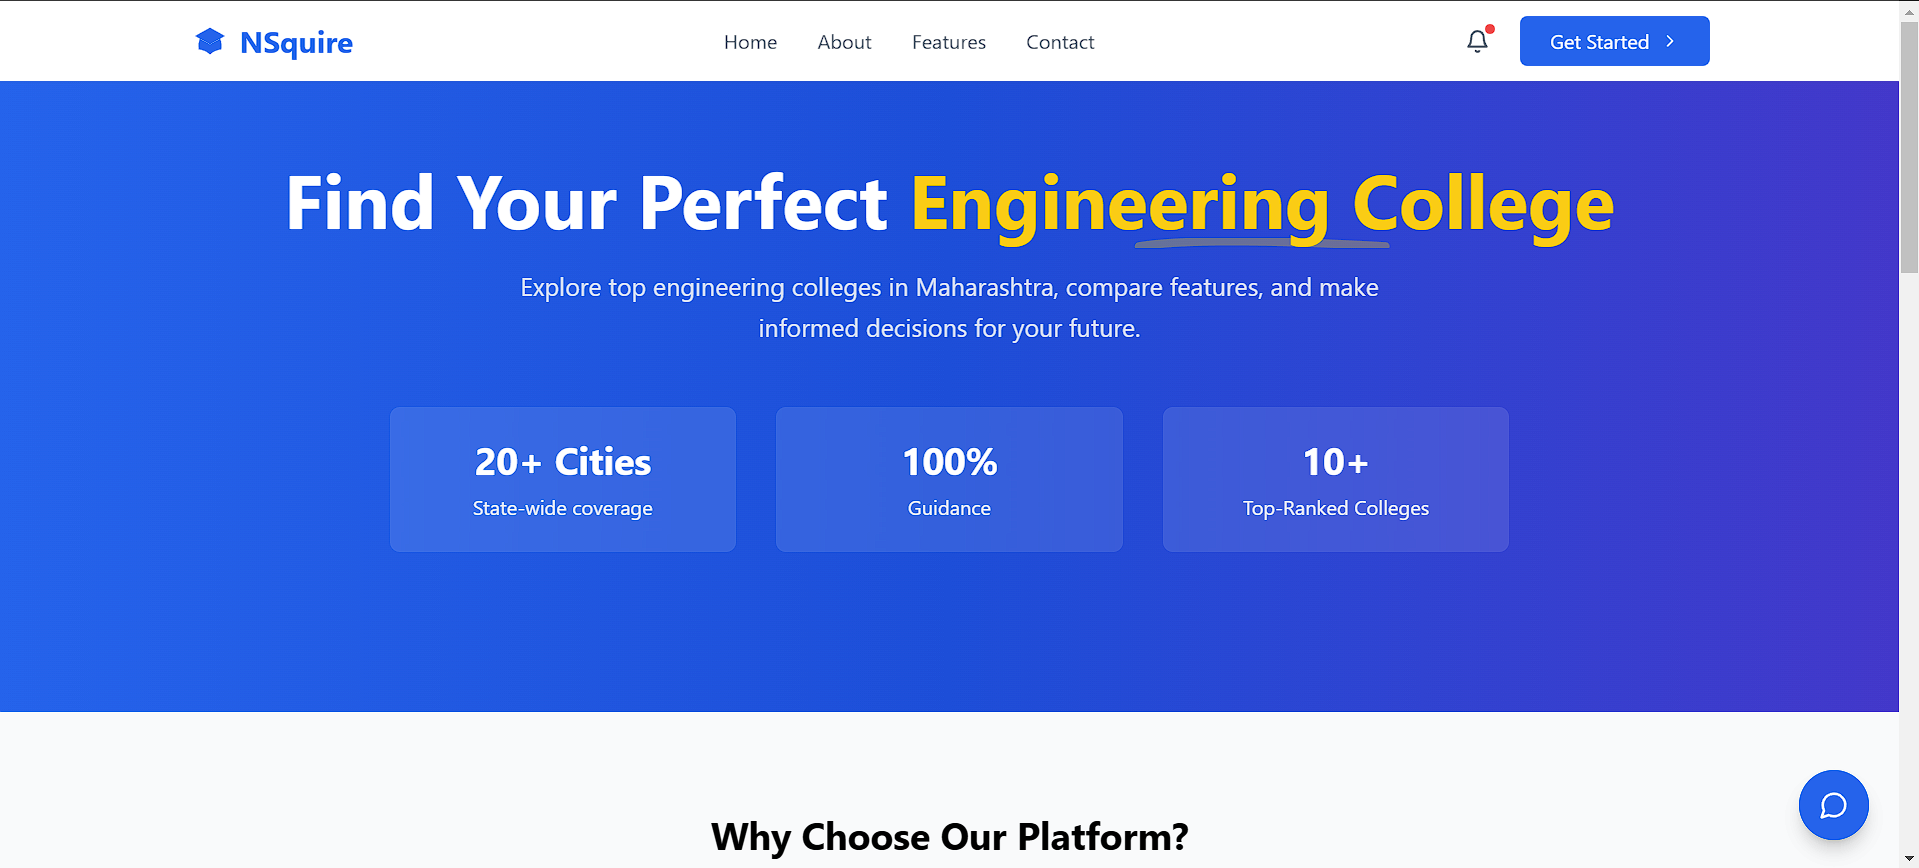 NSquire
Home About Features Contact
Get Started
Find Your Perfect Engineering College
Explore top engineering colleges in Maharashtra, compare features, and make
informed decisions for your future.
20+ Cities
State-wide coverage
100%
Guidance
10+
Top-Ranked Colleges
Why Choose Our Platform?